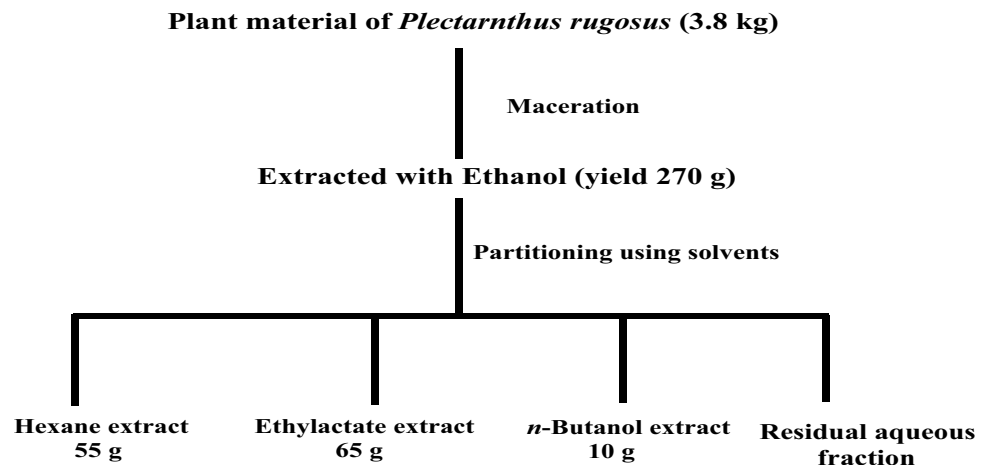 Plant material of Plectarnthus rugosus (3.8 kg)
Maceration
Extracted with Ethanol (yield 270 g)
Partitioning using solvents
Hexane extract
55 g
Ethylactate extract
65 g
n-Butanol extract
10 g
Residual aqueous
fraction